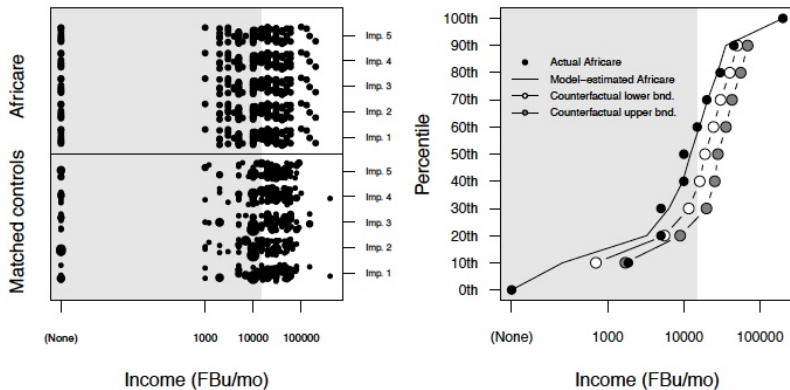 Africare
Matched controls
Imp. 5
Imp. 4
Imp. 3
Imp. 2
Imp. 1
Imp. 5
Imp. 4
Imp. 3
Imp. 2
Imp. 1
(None)
1000
10000
100000
Income (FBu/mo)
Percentile
100th
90th
80th
70th
60th
50th
40th
30th
20th
10th
0th
Actual Africare
Model−estimated Africare
Counterfactual lower bnd.
Counterfactual upper bnd.
(None)
1000
10000
100000
Income (FBu/mo)